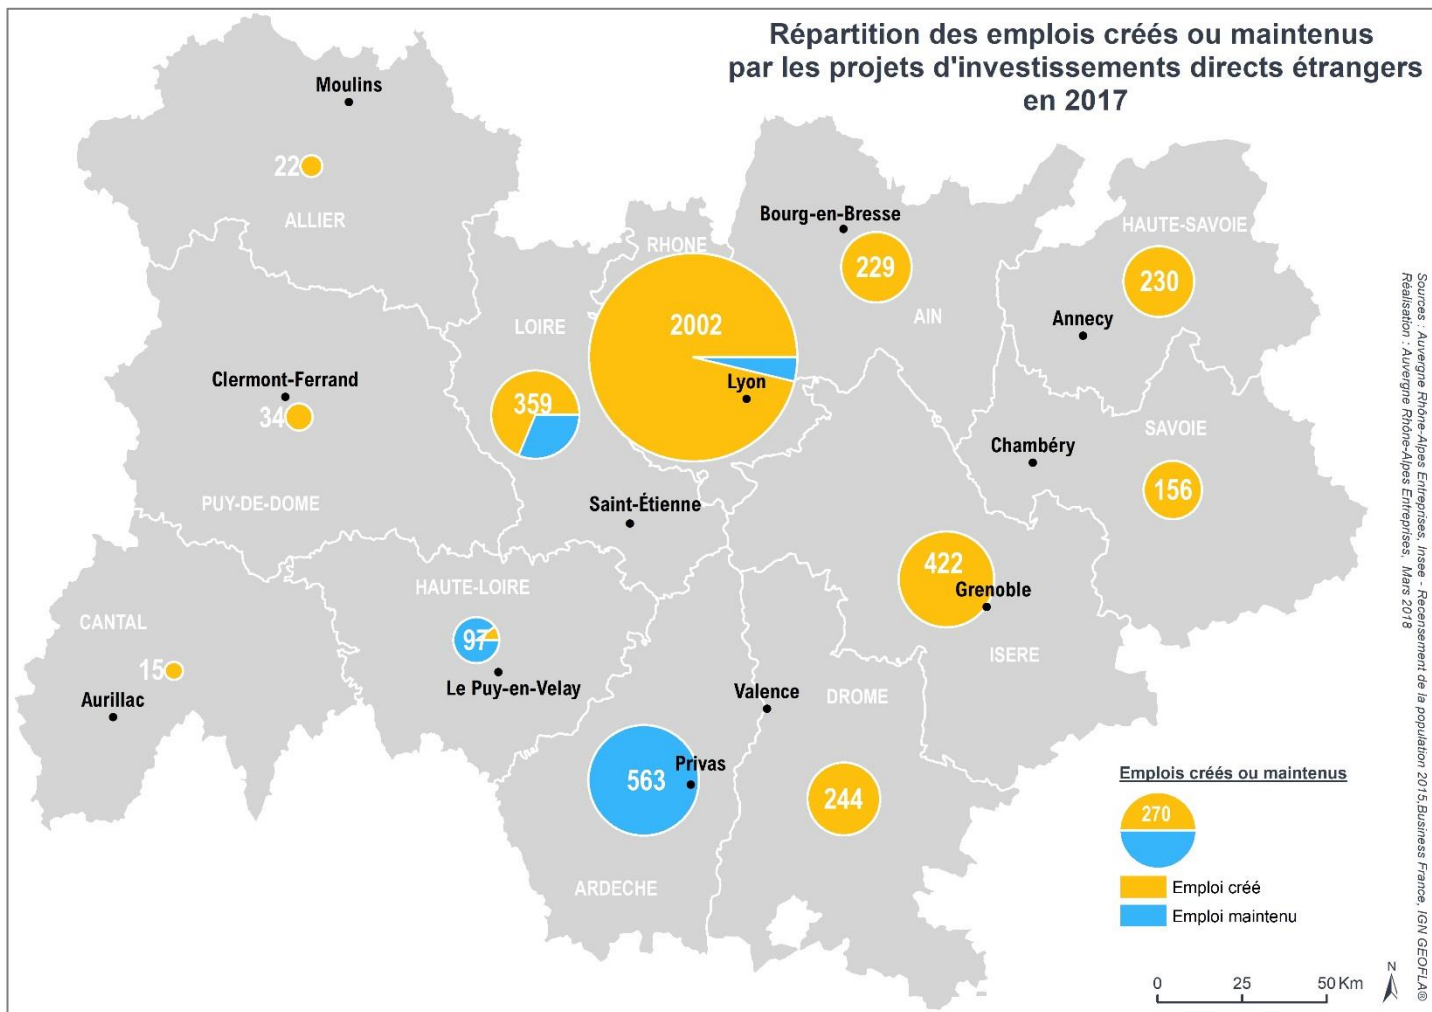 Répartition des emplois créés ou maintenus
par les projets d'investissements directs étrangers
en 2017
Moulins
22
ALLIER
Bourg-en-Bresse
229
AIN
HAUTE-SAVOIE
230
Annecy
RHONE
2002
Lyon
LOIRE
359
Clermont-Ferrand
34
PUY-DE-DOME
Saint-Étienne
Chambéry
SAVOIE
156
422
Grenoble
ISERE
HAUTE-LOIRE
97
Le Puy-en-Velay
CANTAL
15
Aurillac
Valence
DROME
244
Privas
563
ARDECHE
Emplois créés ou maintenus
270
Emploi créé
Emploi maintenu
0 25 50 Km
N
Sources : Auvergne Rhône-Alpes Entreprises, Insee - Recensement de la population 2015,Business France, IGN GEOFLA®
Réalisation : Auvergne Rhône-Alpes Entreprises, Mars 2018